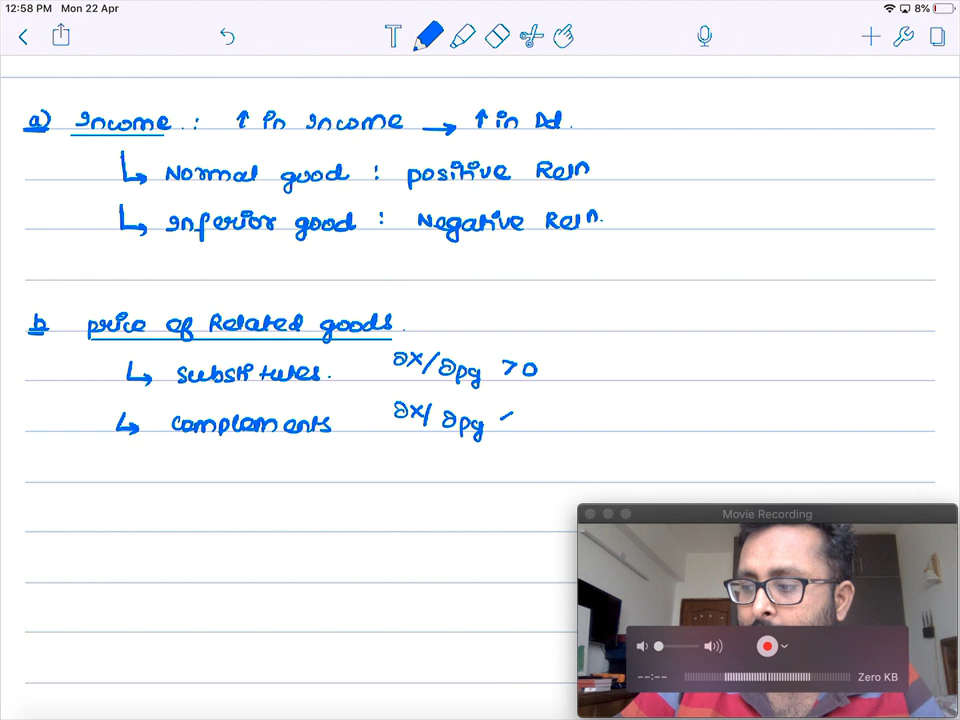 12:58 PM Mon 22 Apr 8%
a) Income : ↑ in income → ↑ in Dd.
↳ Normal good : positive Reln
↳ Inferior good : Negative Reln.
b price of Related goods.
↳ substitutes. ∂x/∂py >0
↳ complements ∂x/∂py
Movie Recording
--:-- Zero KB